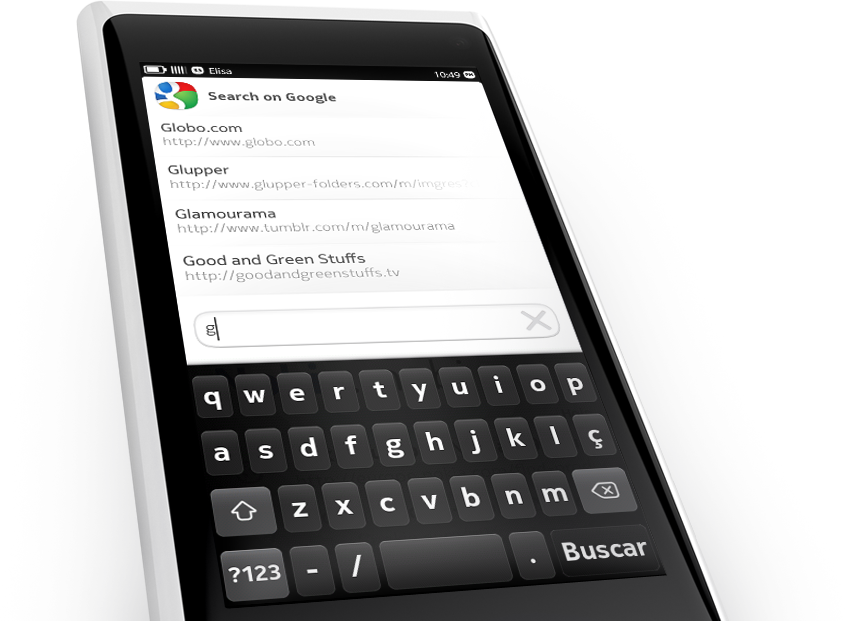 Elisa 10:49
Search on Google
Globo.com
http://www.globo.com
Glupper
http://www.glupper-folders.com/m/imgres?
Glamourama
http://www.tumblr.com/m/glamourama
Good and Green Stuffs
http://goodandgreenstuffs.tv
g
q w e r t y u i o p
a s d f g h j k l ç
z x c v b n m
?123 - / . Buscar